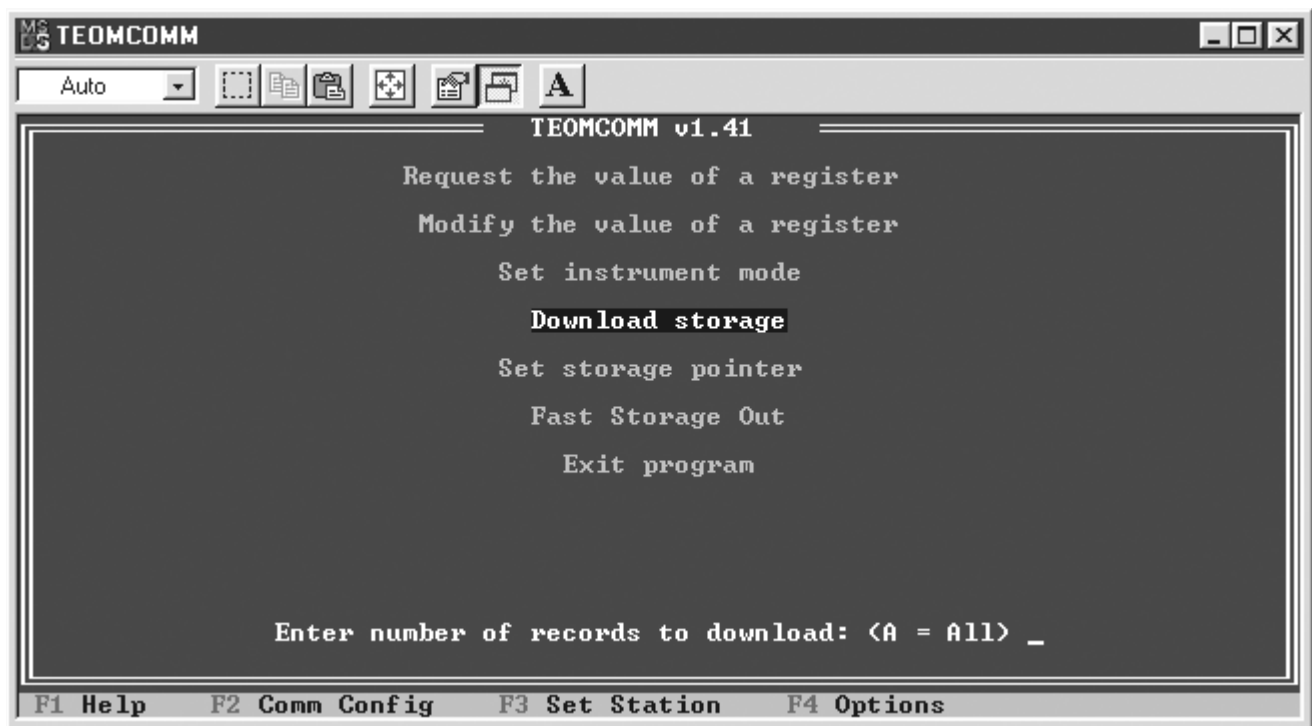 TEOMCOMM
Auto
A
TEOMCOMM v1.41
Request the value of a register
Modify the value of a register
Set instrument mode
Download storage
Set storage pointer
Fast Storage Out
Exit program
Enter number of records to download: (A = All) _
F1 Help F2 Comm Config F3 Set Station F4 Options